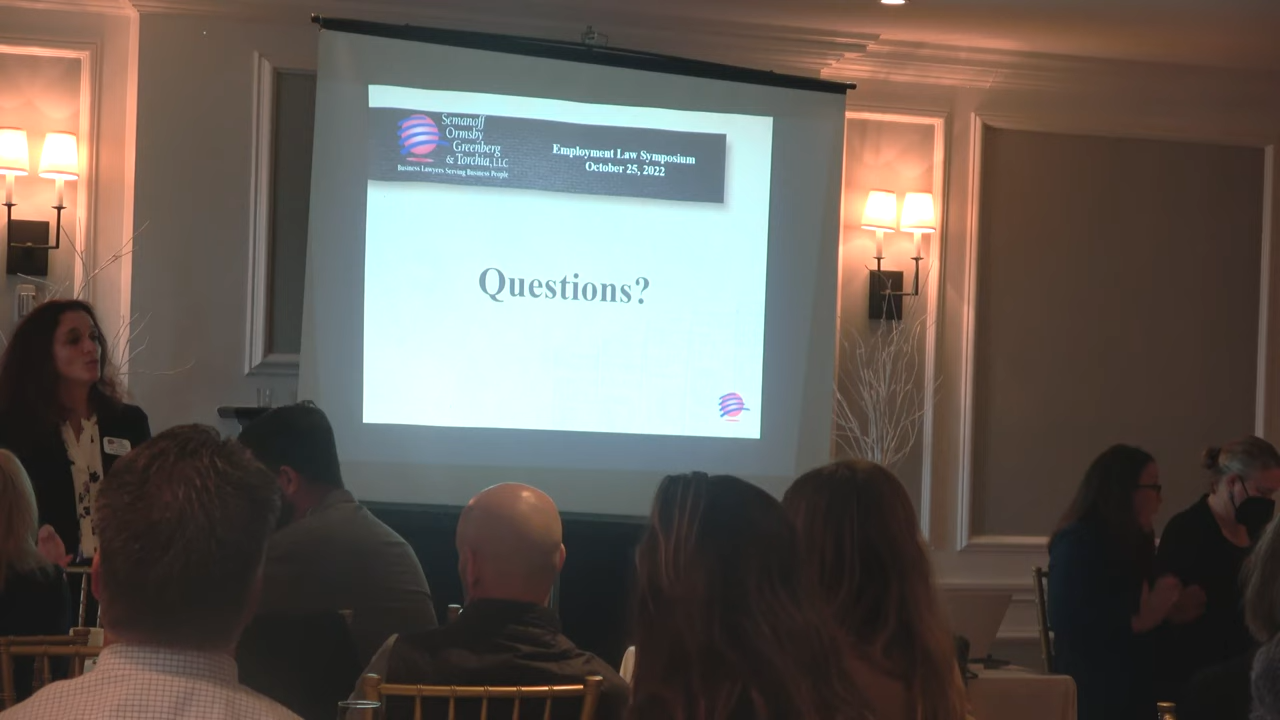 Semanoff
Ormsby
Greenberg
& Torchia, LLC
Business Lawyers Serving Business People
Employment Law Symposium
October 25, 2022
Questions?